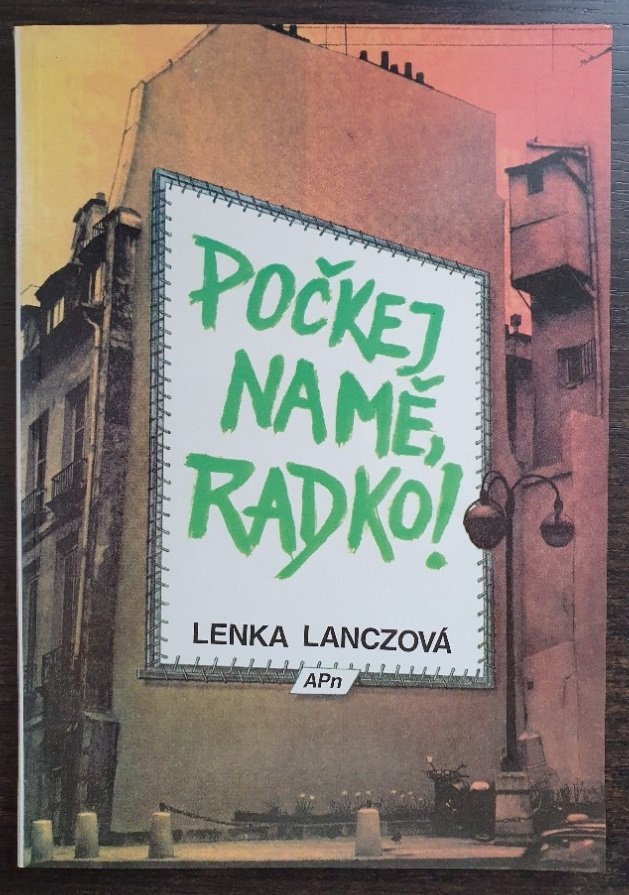 POČKEJ
NA MĚ,
RADKO!
LENKA LANCZOVÁ
APn